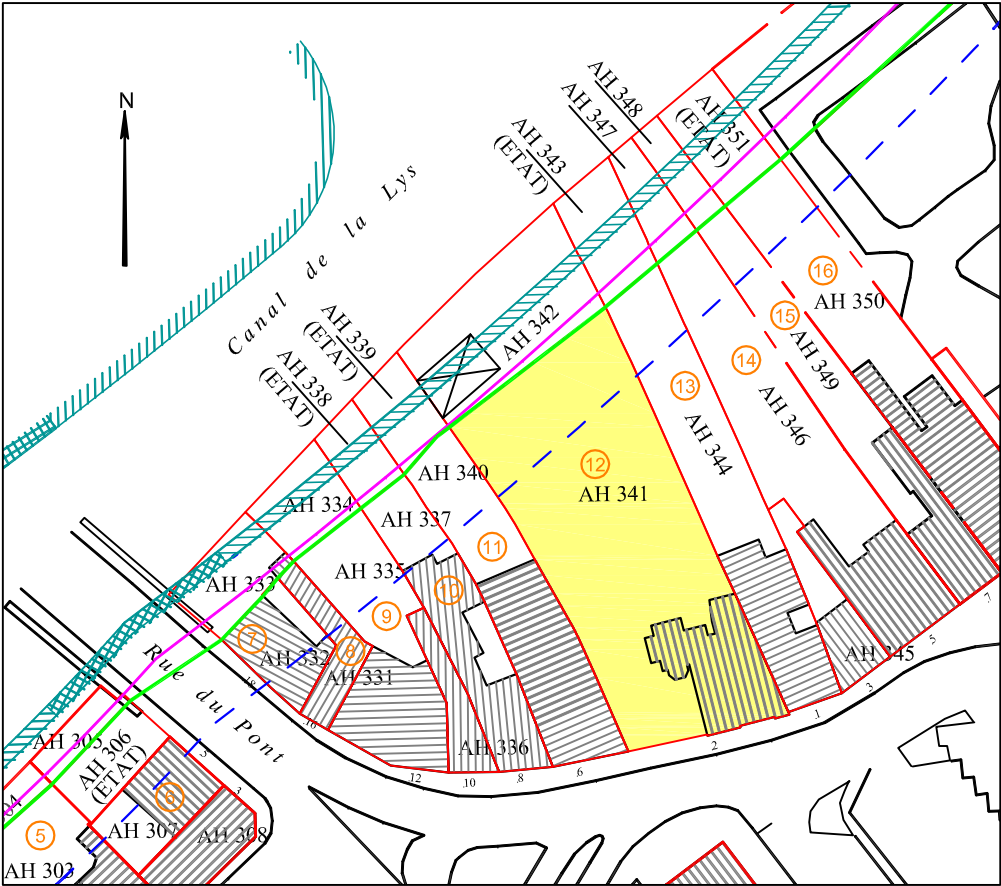 N
Canal de la Lys
AH 348
AH 347
AH 351
(ETAT)
AH 343
(ETAT)
AH 339
(ETAT)
AH 338
(ETAT)
AH 342
16
AH 350
15
AH 349
14
AH 346
13
AH 344
12
AH 341
AH 340
AH 334
AH 337
11
AH 335
10
AH 333
9
7
8
AH 332
AH 331
18
16
Rue du Pont
AH 345
7
5
3
1
2
AH 336
6
8
10
12
AH 305
AH 306
(ETAT)
5
3
6
AH 307
AH 308
04
5
AH 303